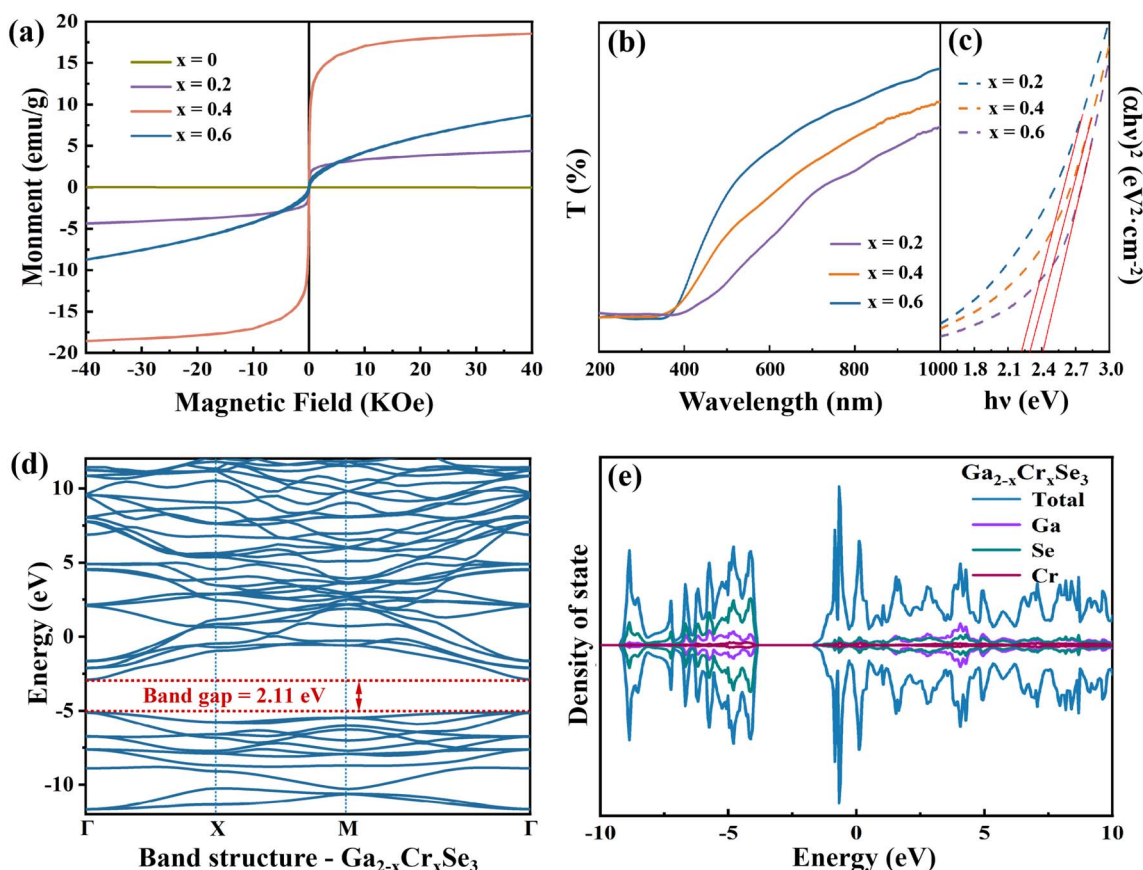 (a)
20
15
10
5
0
-5
-10
-15
-20
x = 0
x = 0.2
x = 0.4
x = 0.6
Monment (emu/g)
-40 -30 -20 -10 0 10 20 30 40
Magnetic Field (KOe)
(b)
T (%)
x = 0.2
x = 0.4
x = 0.6
200 400 600 800 1000
Wavelength (nm)
(c)
x = 0.2
x = 0.4
x = 0.6
(αhν)² (eV²·cm⁻²)
1.8 2.1 2.4 2.7 3.0
hν (eV)
(d)
10
5
0
-5
-10
Energy (eV)
Band gap = 2.11 eV
Γ X M Γ
Band structure - Ga₂₋ₓCrₓSe₃
(e)
Ga₂₋ₓCrₓSe₃
Total
Ga
Se
Cr
Density of state
-10 -5 0 5 10
Energy (eV)